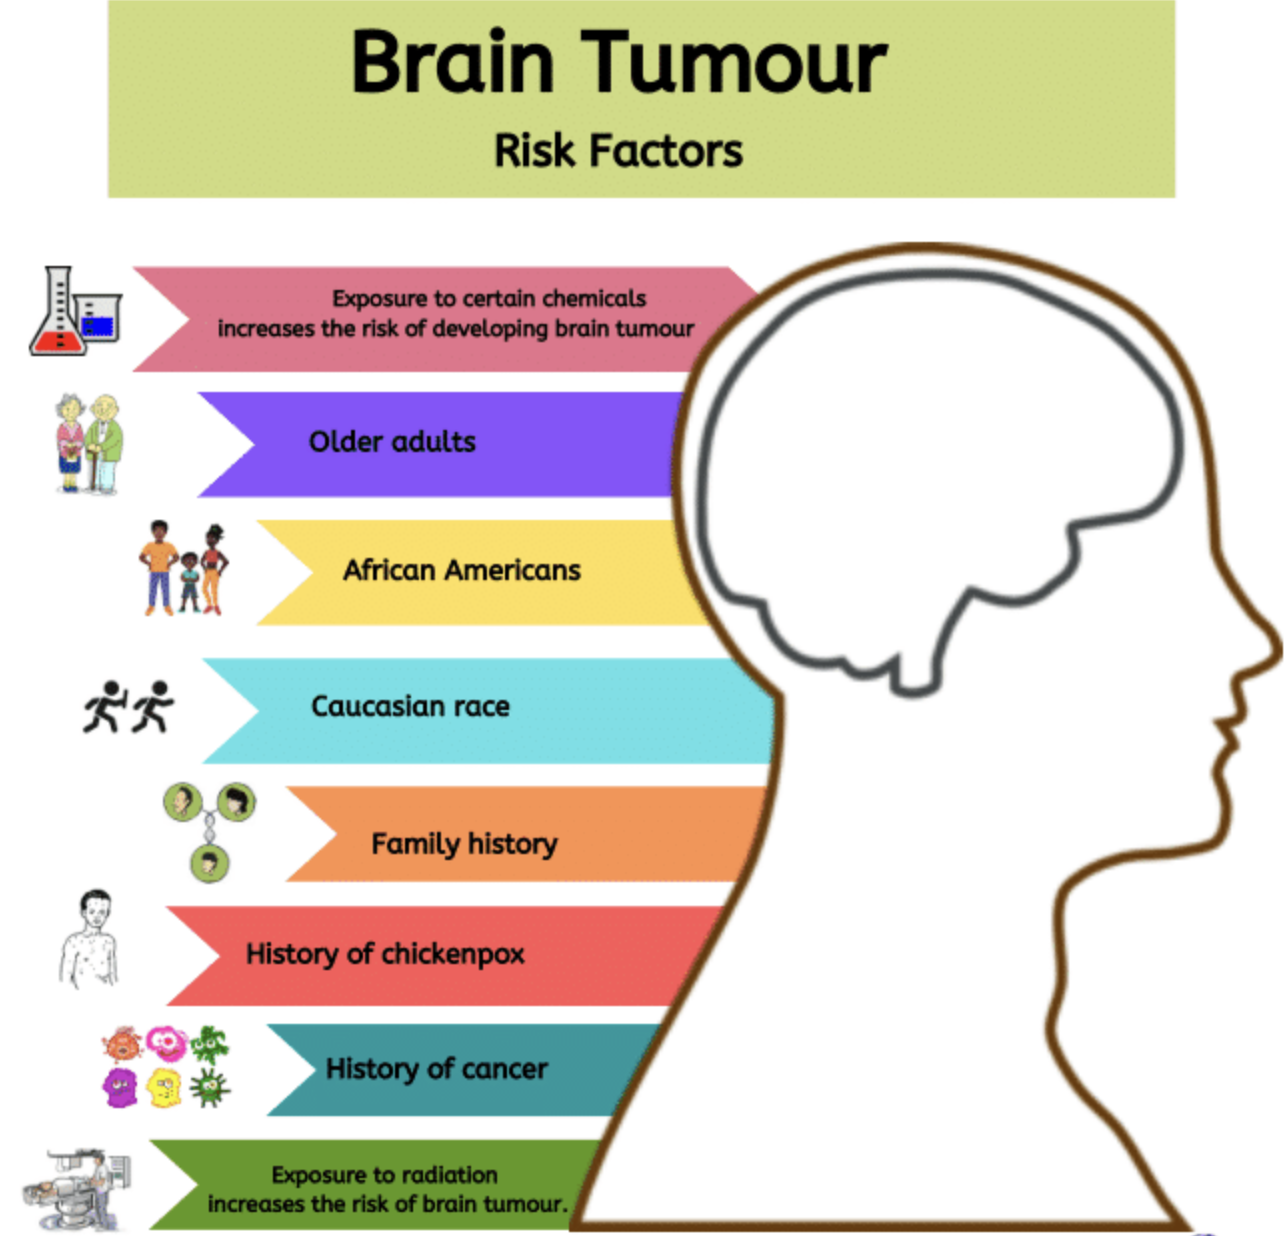 Brain Tumour
Risk Factors
Exposure to certain chemicals
increases the risk of developing brain tumour
Older adults
African Americans
Caucasian race
Family history
History of chickenpox
History of cancer
Exposure to radiation
increases the risk of brain tumour.